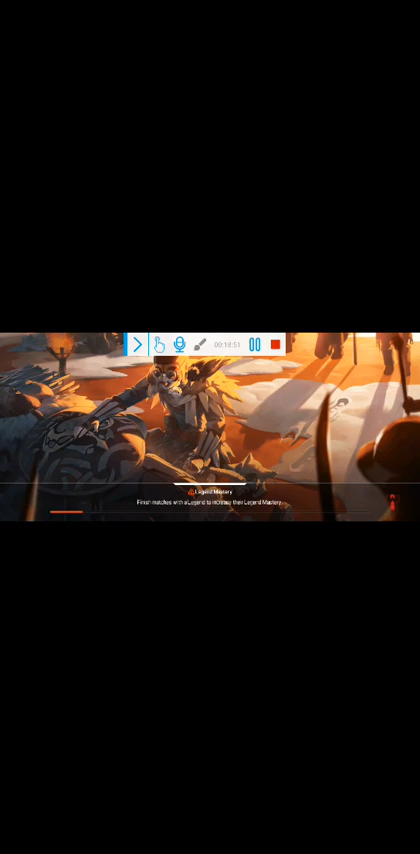 00:18:51
Legend Mastery
Finish matches with a Legend to increase their Legend Mastery.